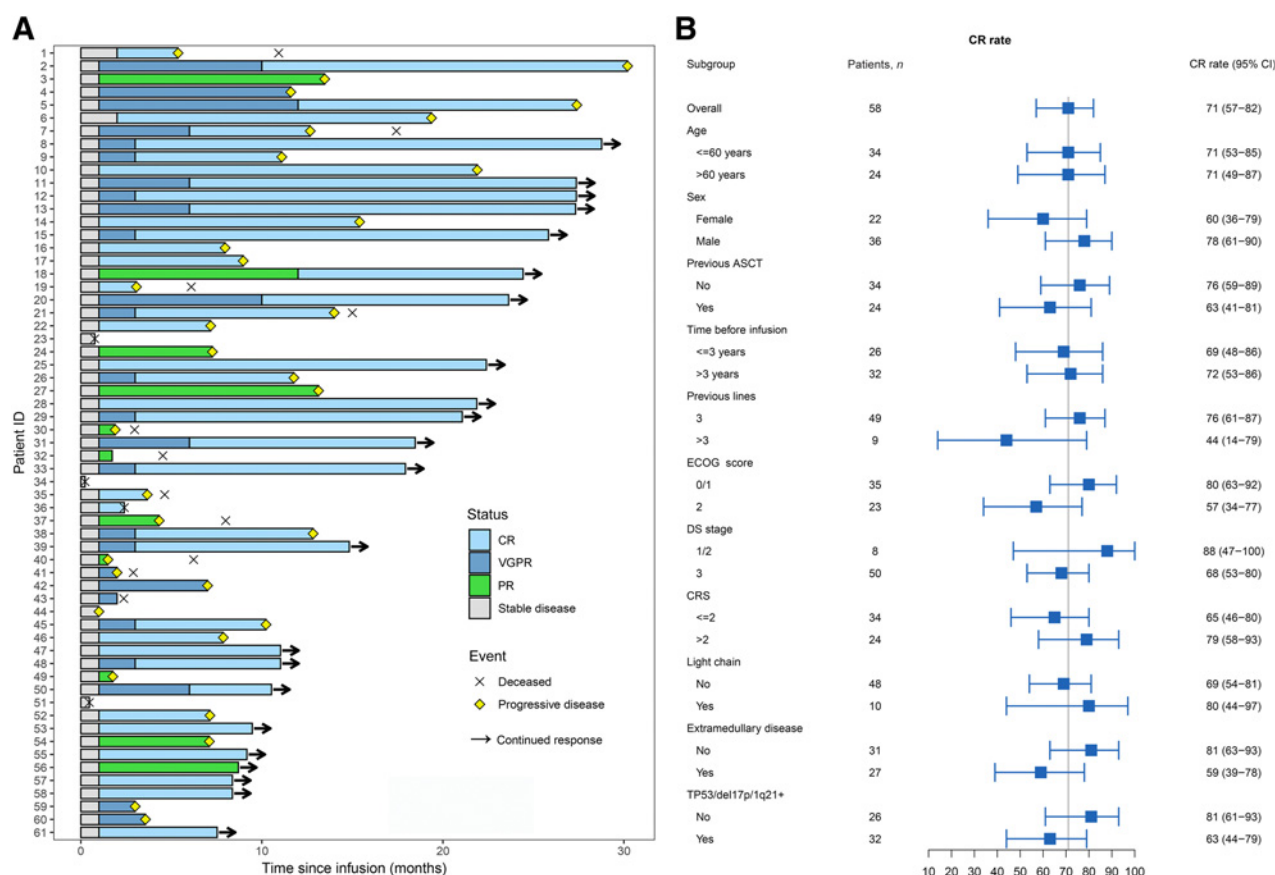 A
Patient ID
1
2
3
4
5
6
7
8
9
10
11
12
13
14
15
16
17
18
19
20
21
22
23
24
25
26
27
28
29
30
31
32
33
34
35
36
37
38
39
40
41
42
43
44
45
46
47
48
49
50
51
52
53
54
55
56
57
58
59
60
61
Status
CR
VGPR
PR
Stable disease
Event
Deceased
Progressive disease
Continued response
0 10 20 30
Time since infusion (months)
B
CR rate
Subgroup Patients, n CR rate (95% CI)
Overall 58 71 (57–82)
Age
<=60 years 34 71 (53–85)
>60 years 24 71 (49–87)
Sex
Female 22 60 (36–79)
Male 36 78 (61–90)
Previous ASCT
No 34 76 (59–89)
Yes 24 63 (41–81)
Time before infusion
<=3 years 26 69 (48–86)
>3 years 32 72 (53–86)
Previous lines
3 49 76 (61–87)
>3 9 44 (14–79)
ECOG score
0/1 35 80 (63–92)
2 23 57 (34–77)
DS stage
1/2 8 88 (47–100)
3 50 68 (53–80)
CRS
<=2 34 65 (46–80)
>2 24 79 (58–93)
Light chain
No 48 69 (54–81)
Yes 10 80 (44–97)
Extramedullary disease
No 31 81 (63–93)
Yes 27 59 (39–78)
TP53/del17p/1q21+
No 26 81 (61–93)
Yes 32 63 (44–79)
10 20 30 40 50 60 70 80 90 100